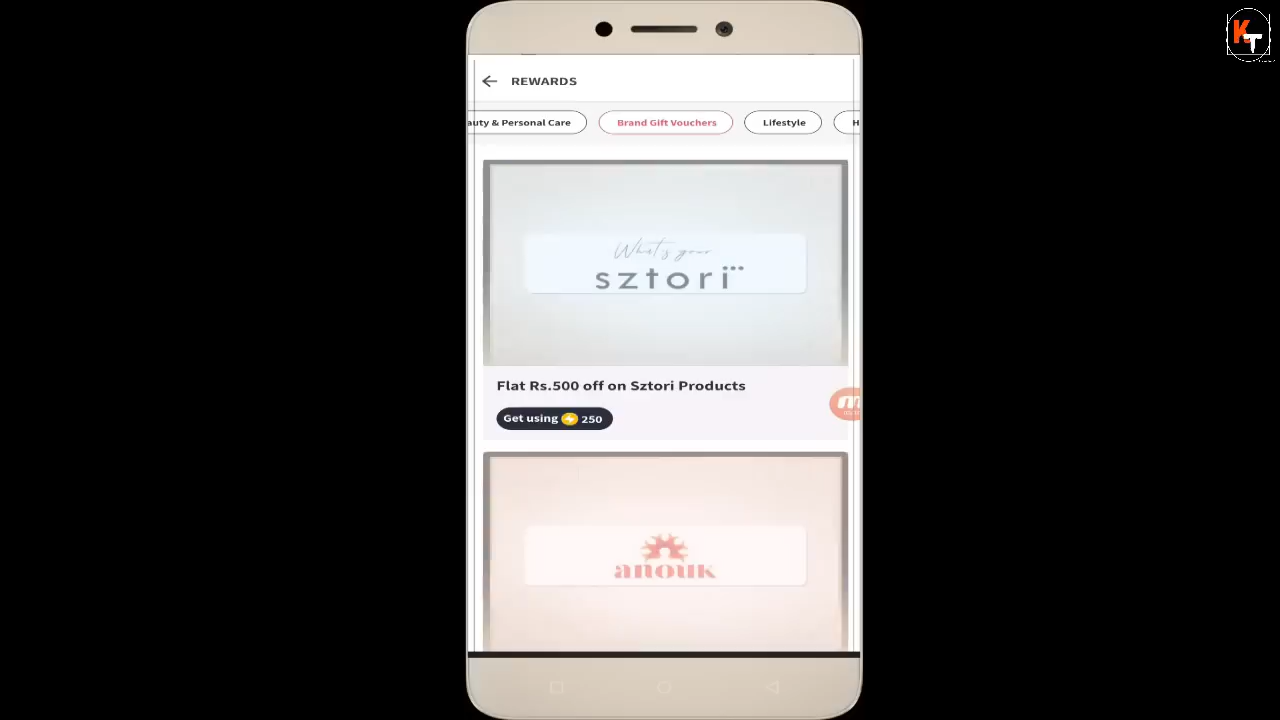 KT
REWARDS
auty & Personal Care
Brand Gift Vouchers
Lifestyle
H
What's your
sztori
Flat Rs.500 off on Sztori Products
Get using 250
anouk